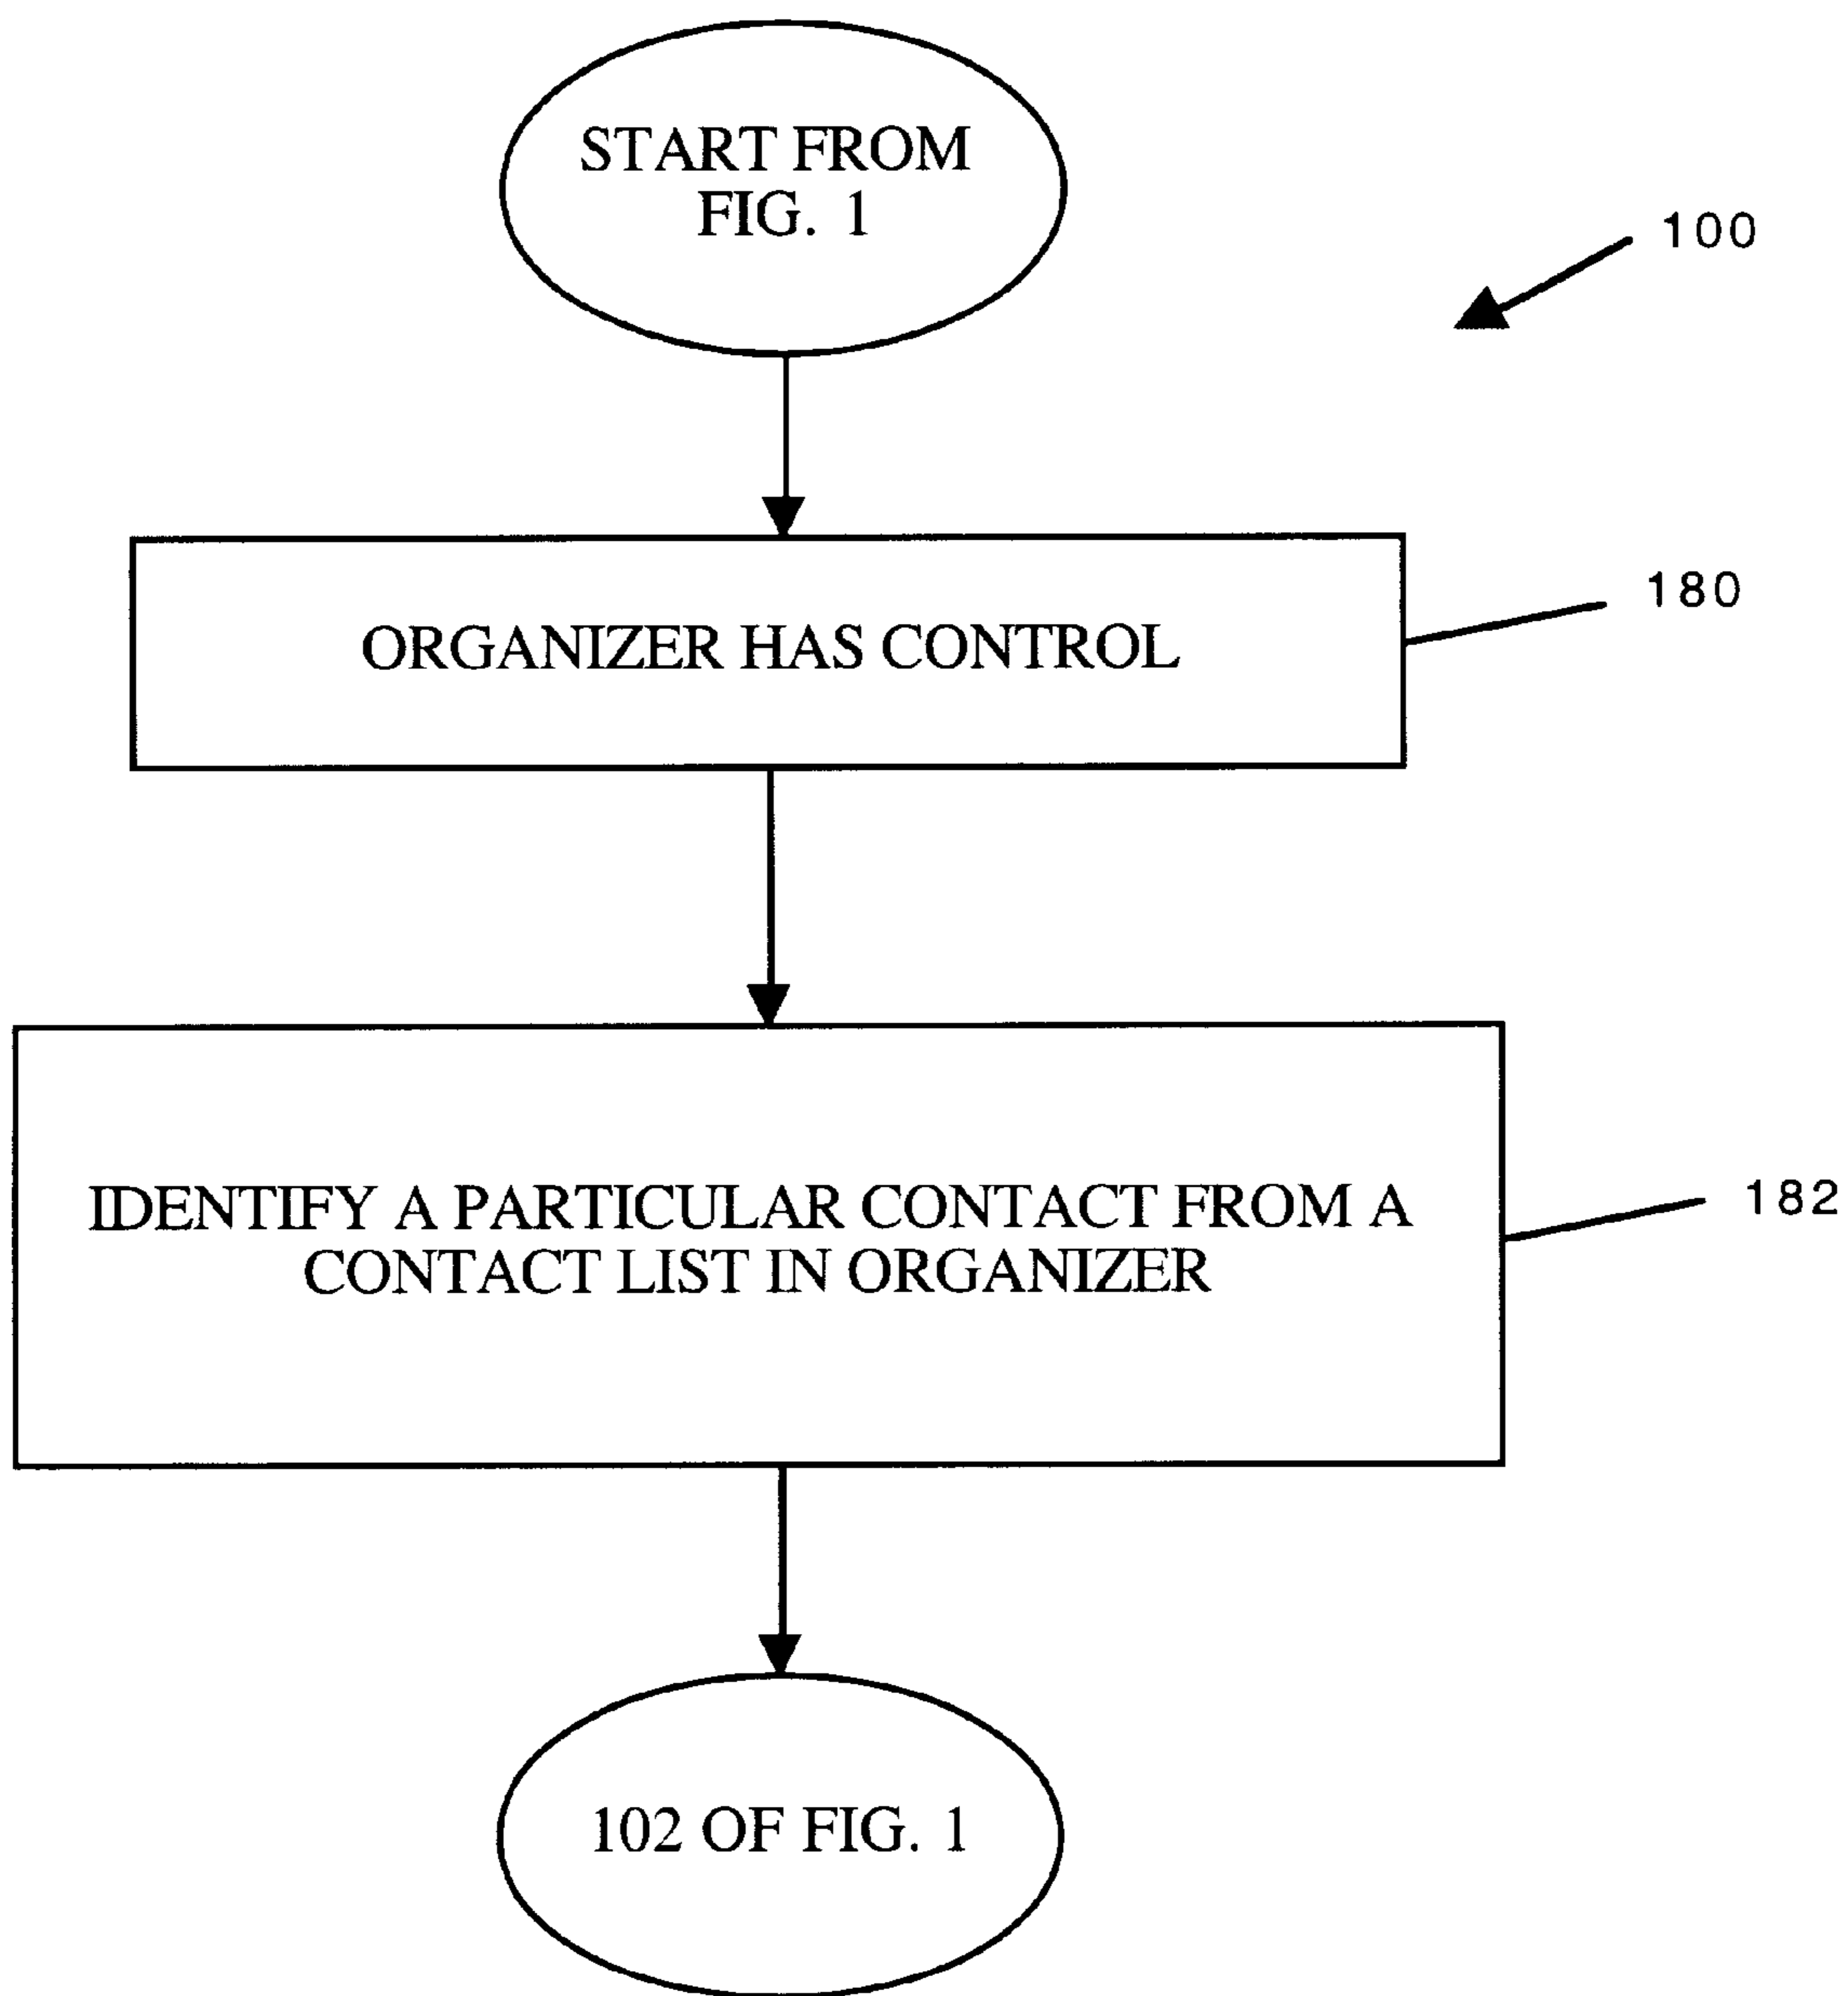 START FROM
FIG. 1
100
ORGANIZER HAS CONTROL
180
IDENTIFY A PARTICULAR CONTACT FROM A
CONTACT LIST IN ORGANIZER
182
102 OF FIG. 1